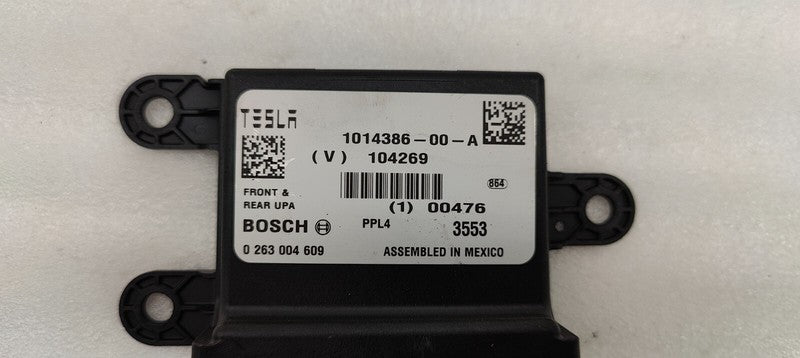 TESLA
1014386-00-A
(V) 104269
FRONT &
REAR UPA
864
(1) 00476
BOSCH
PPL4
3553
0 263 004 609
ASSEMBLED IN MEXICO